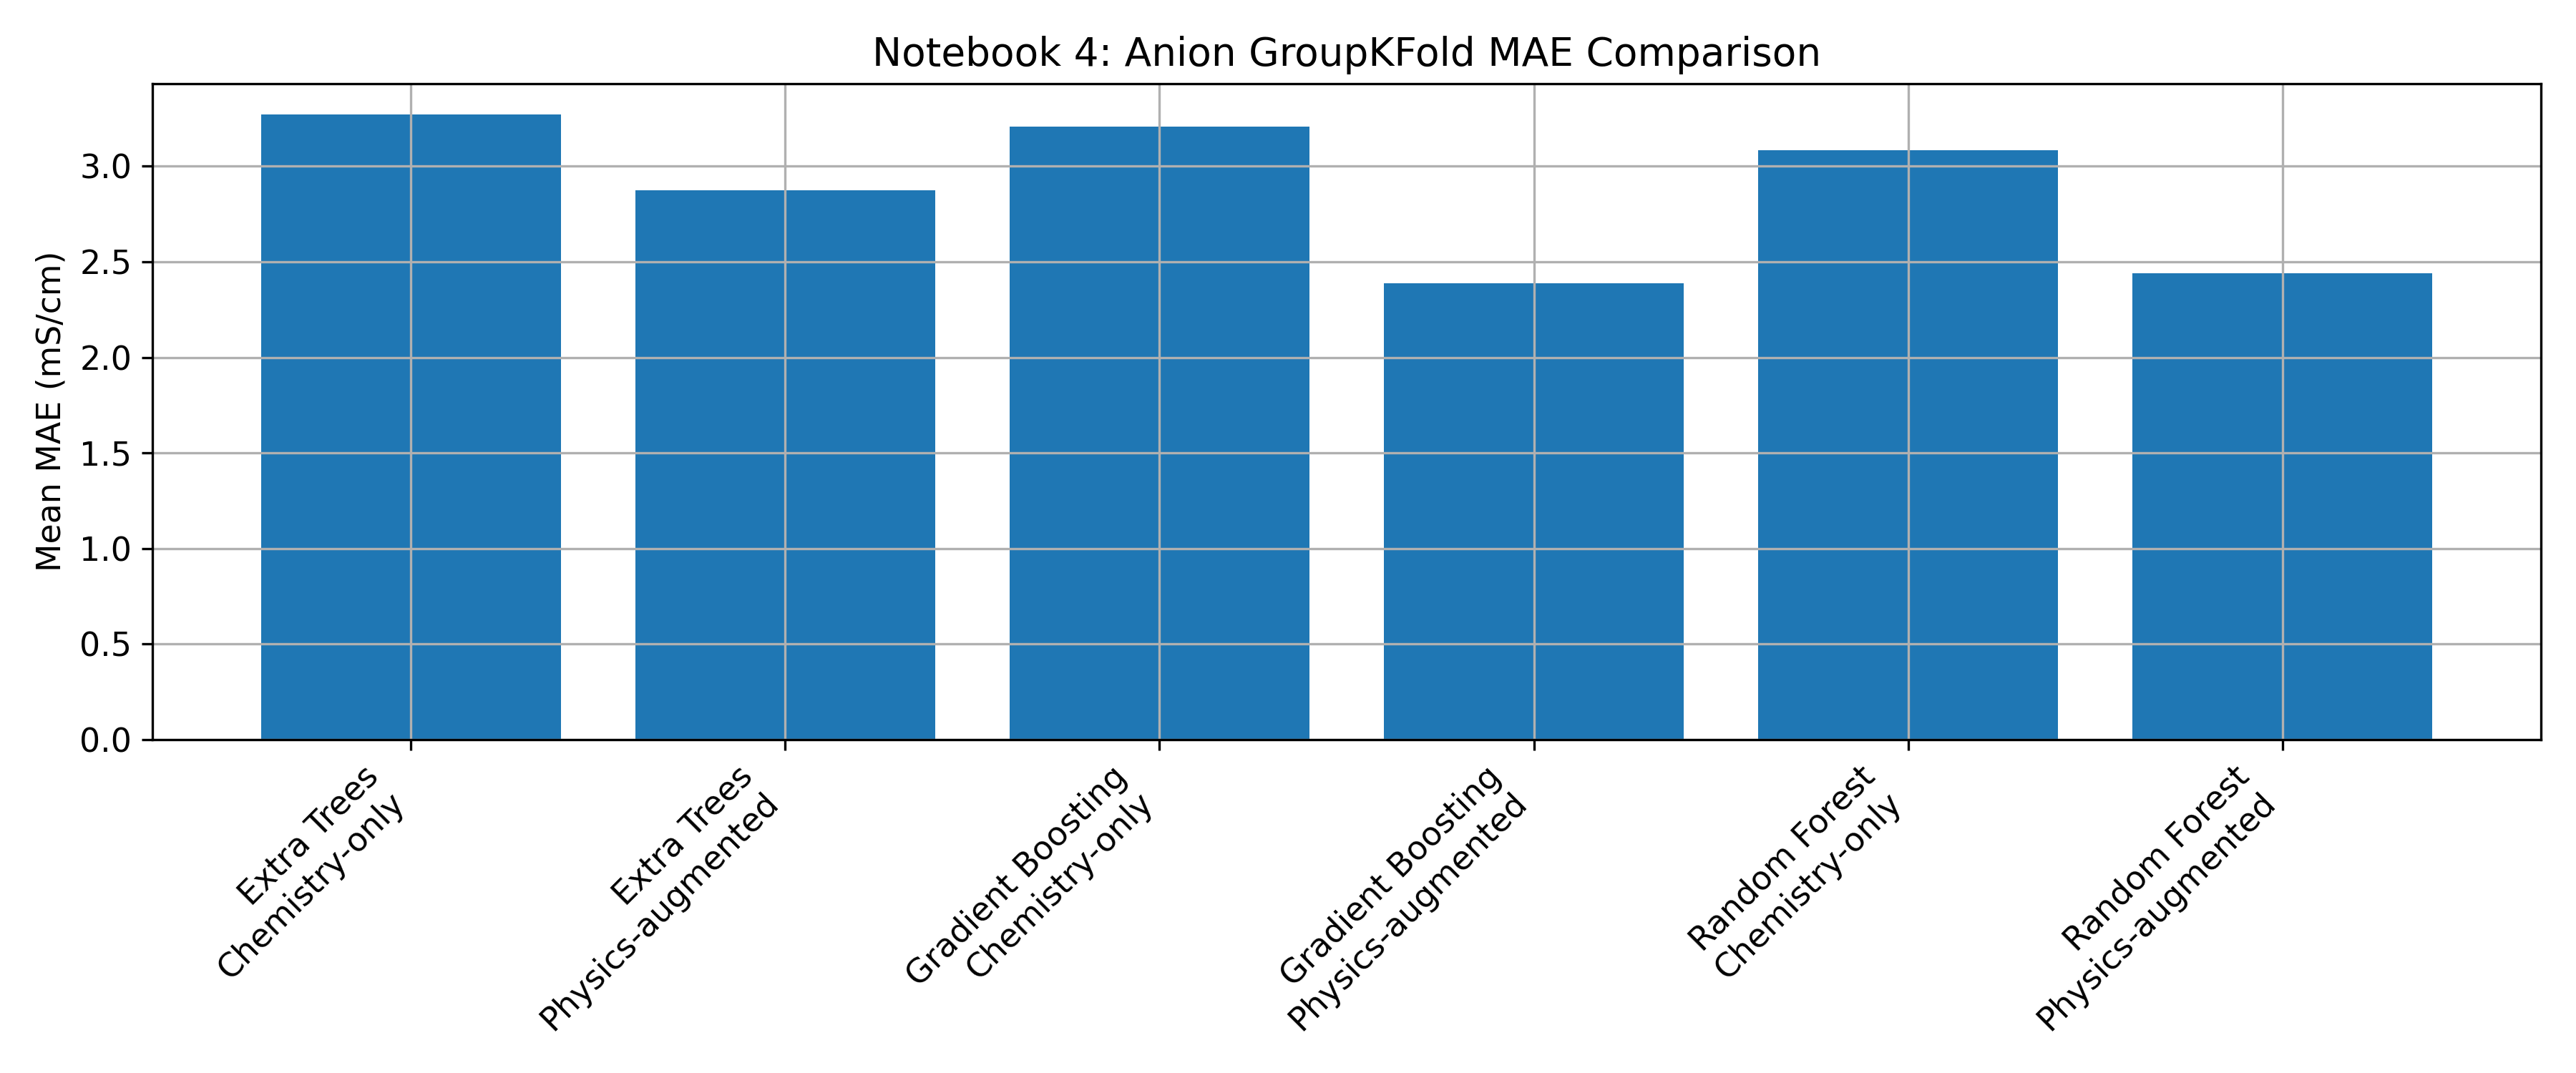 Notebook 4: Anion GroupKFold MAE Comparison
Mean MAE (mS/cm)
3.0
2.5
2.0
1.5
1.0
0.5
0.0
Extra Trees
Chemistry-only
Extra Trees
Physics-augmented
Gradient Boosting
Chemistry-only
Gradient Boosting
Physics-augmented
Random Forest
Chemistry-only
Random Forest
Physics-augmented